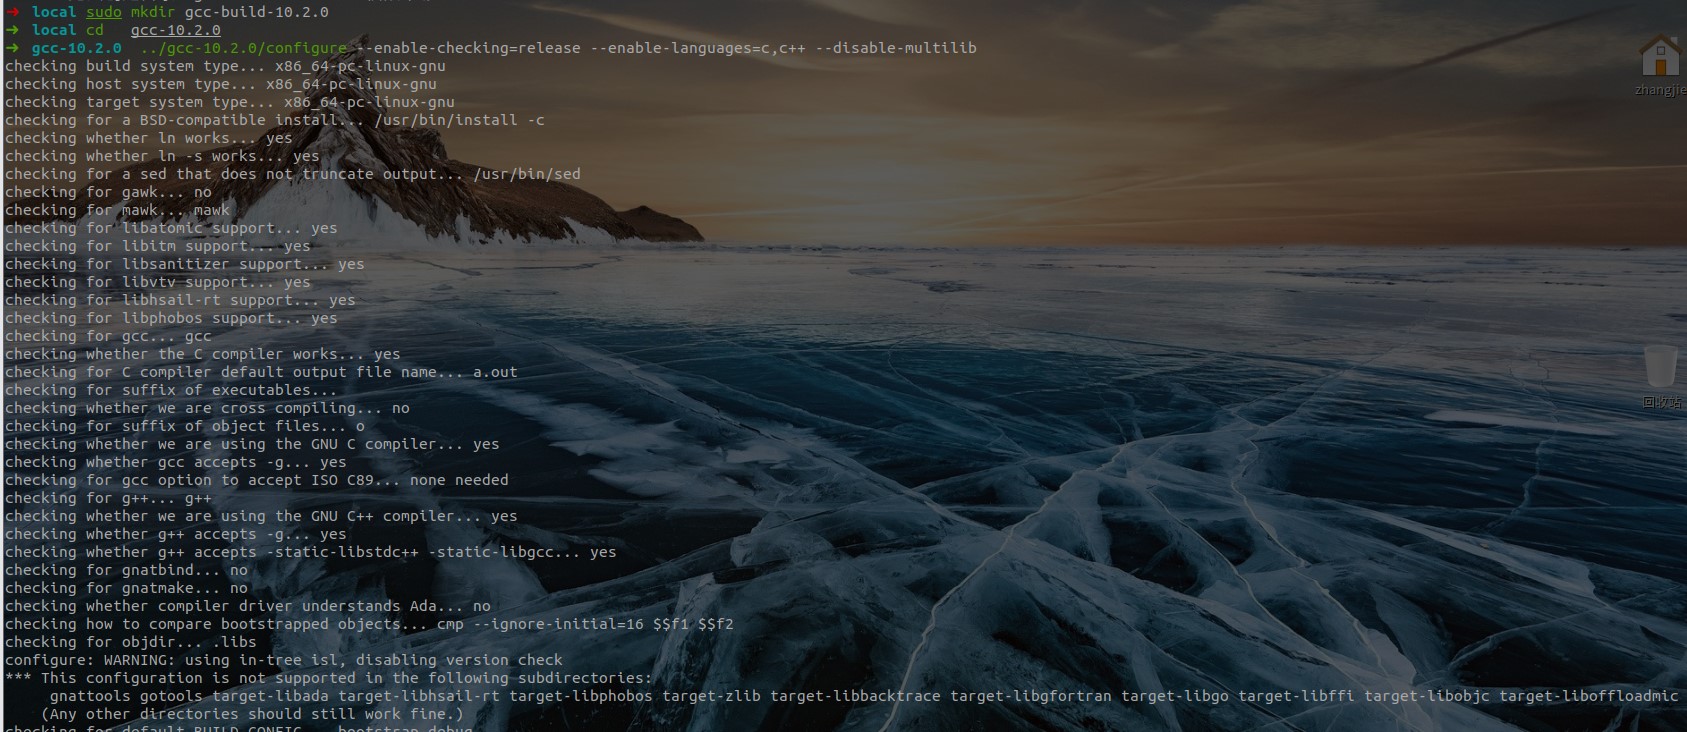 ➜ local sudo mkdir gcc-build-10.2.0
➜ local cd gcc-10.2.0
➜ gcc-10.2.0 ../gcc-10.2.0/configure --enable-checking=release --enable-languages=c,c++ --disable-multilib
checking build system type... x86_64-pc-linux-gnu
checking host system type... x86_64-pc-linux-gnu
checking target system type... x86_64-pc-linux-gnu
checking for a BSD-compatible install... /usr/bin/install -c
checking whether ln works... yes
checking whether ln -s works... yes
checking for a sed that does not truncate output... /usr/bin/sed
checking for gawk... no
checking for mawk... mawk
checking for libatomic support... yes
checking for libitm support... yes
checking for libsanitizer support... yes
checking for libvtv support... yes
checking for libhsail-rt support... yes
checking for libphobos support... yes
checking for gcc... gcc
checking whether the C compiler works... yes
checking for C compiler default output file name... a.out
checking for suffix of executables...
checking whether we are cross compiling... no
checking for suffix of object files... o
checking whether we are using the GNU C compiler... yes
checking whether gcc accepts -g... yes
checking for gcc option to accept ISO C89... none needed
checking for g++... g++
checking whether we are using the GNU C++ compiler... yes
checking whether g++ accepts -g... yes
checking whether g++ accepts -static-libstdc++ -static-libgcc... yes
checking for gnatbind... no
checking for gnatmake... no
checking whether compiler driver understands Ada... no
checking how to compare bootstrapped objects... cmp --ignore-initial=16 $$f1 $$f2
checking for objdir... .libs
configure: WARNING: using in-tree isl, disabling version check
*** This configuration is not supported in the following subdirectories:
gnattools gotools target-libada target-libhsail-rt target-libphobos target-zlib target-libbacktrace target-libgfortran target-libgo target-libffi target-libobjc target-liboffloadmic
(Any other directories should still work fine.)
checking for default BUILD_CONFIG... bootstrap-debug
zhangjie
回收站